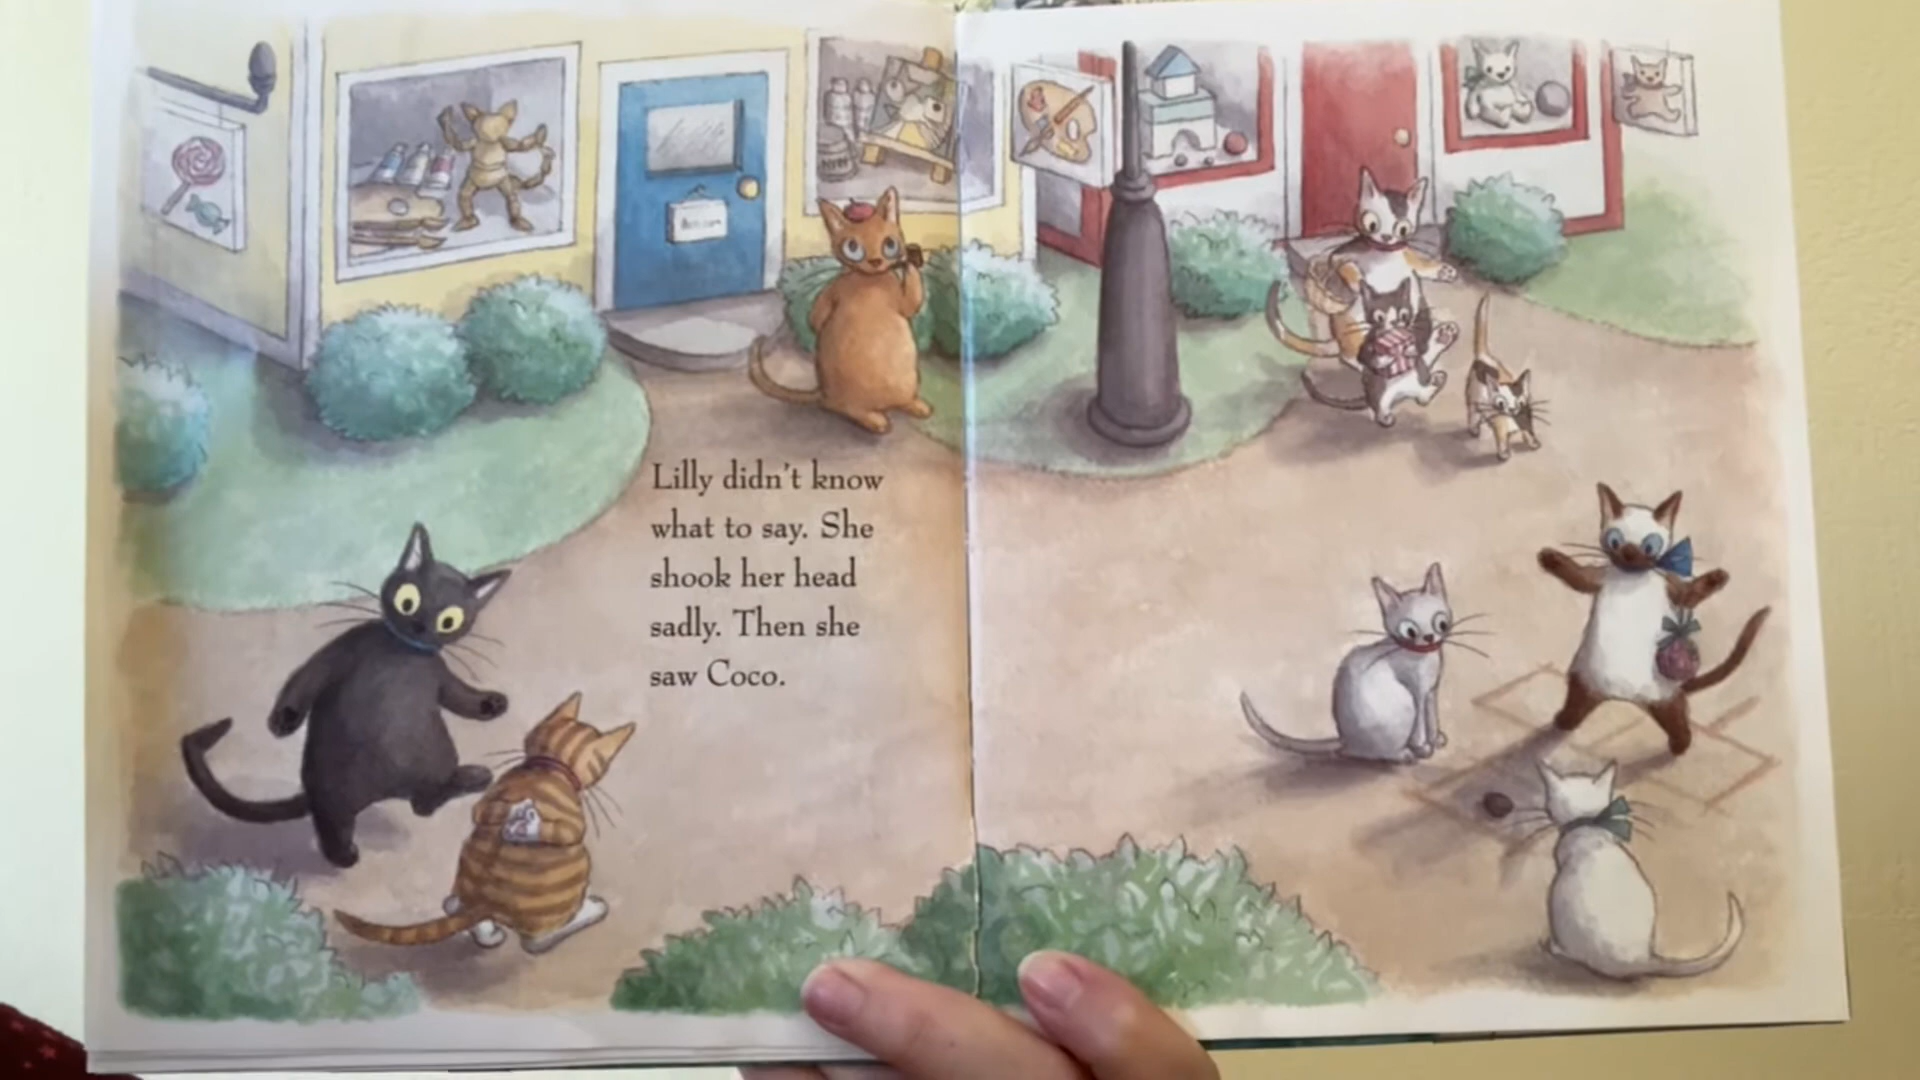 Lilly didn't know
what to say. She
shook her head
sadly. Then she
saw Coco.